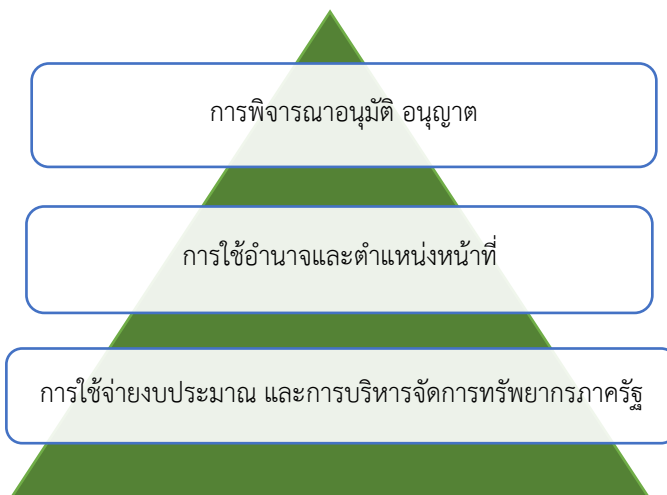 การพิจารณาอนุมัติ อนุญาต
การใช้อำนาจและตำแหน่งหน้าที่
การใช้จ่ายงบประมาณ และการบริหารจัดการทรัพยากรภาครัฐ